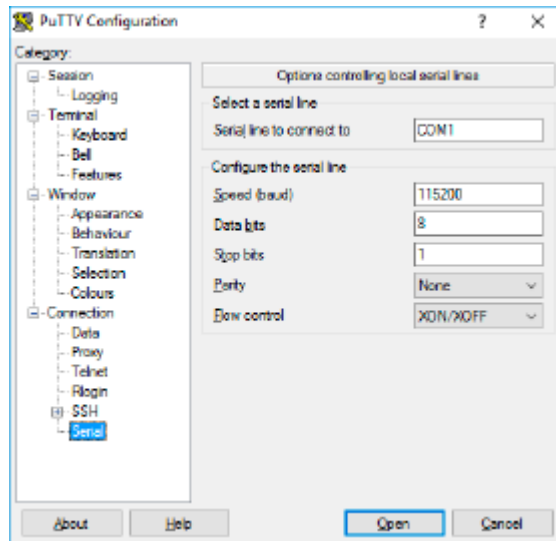 PuTTY Configuration
? X
Category:
Session
Logging
Terminal
Keyboard
Bell
Features
Window
Appearance
Behaviour
Translation
Selection
Colours
Connection
Data
Proxy
Telnet
Rlogin
SSH
Serial
Options controlling local serial lines
Select a serial line
Serial line to connect to COM1
Configure the serial line
Speed (baud) 115200
Data bits 8
Stop bits 1
Parity None
Flow control XON/XOFF
About Help Open Cancel